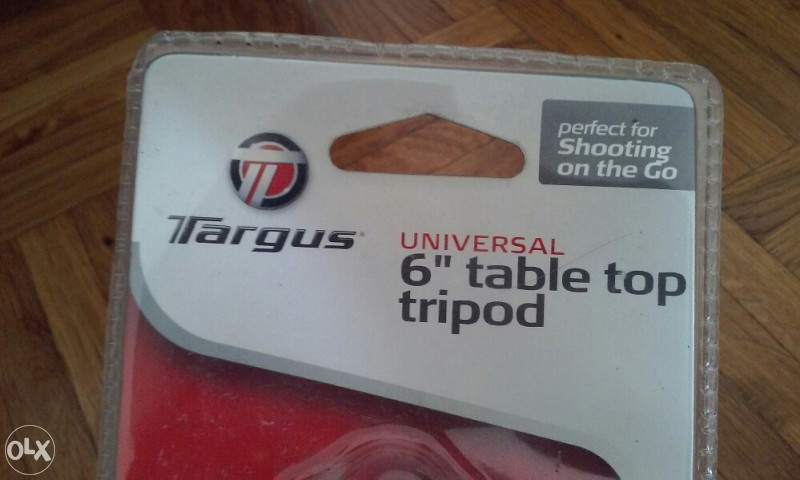 perfect for
Shooting
on the Go
Targus
UNIVERSAL
6" table top
tripod
OLX